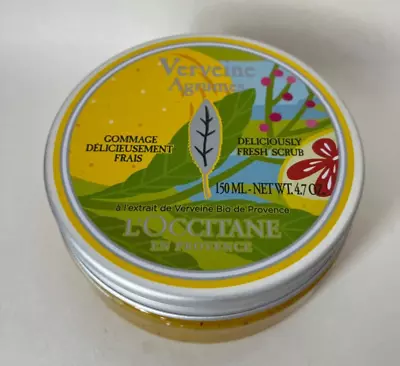 Verveine
Agrumes
GOMMAGE
DÉLICIEUSEMENT
FRAIS
DELICIOUSLY
FRESH SCRUB
150 ML - NET WT. 4.7 OZ
à l'extrait de Verveine Bio de Provence
L'OCCITANE
EN PROVENCE